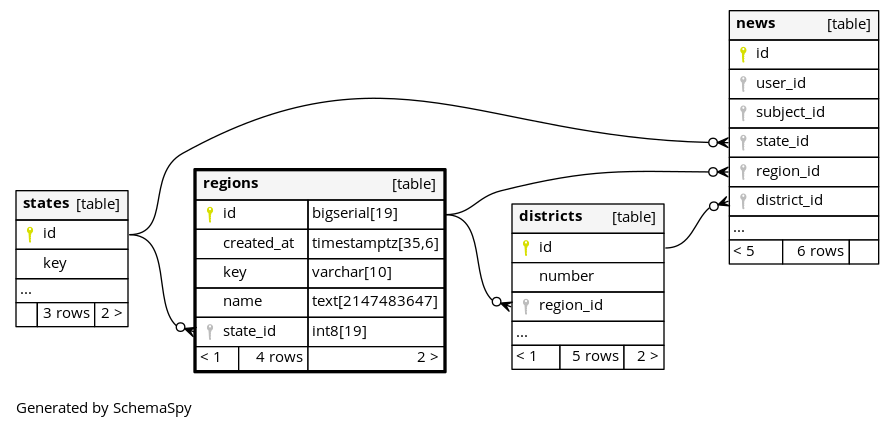 news [table]
id
user_id
subject_id
state_id
region_id
district_id
...
< 5 6 rows
regions [table]
id bigserial[19]
created_at timestamptz[35,6]
key varchar[10]
name text[2147483647]
state_id int8[19]
< 1 4 rows 2 >
states [table]
id
key
...
3 rows 2 >
districts [table]
id
number
region_id
...
< 1 5 rows 2 >
Generated by SchemaSpy